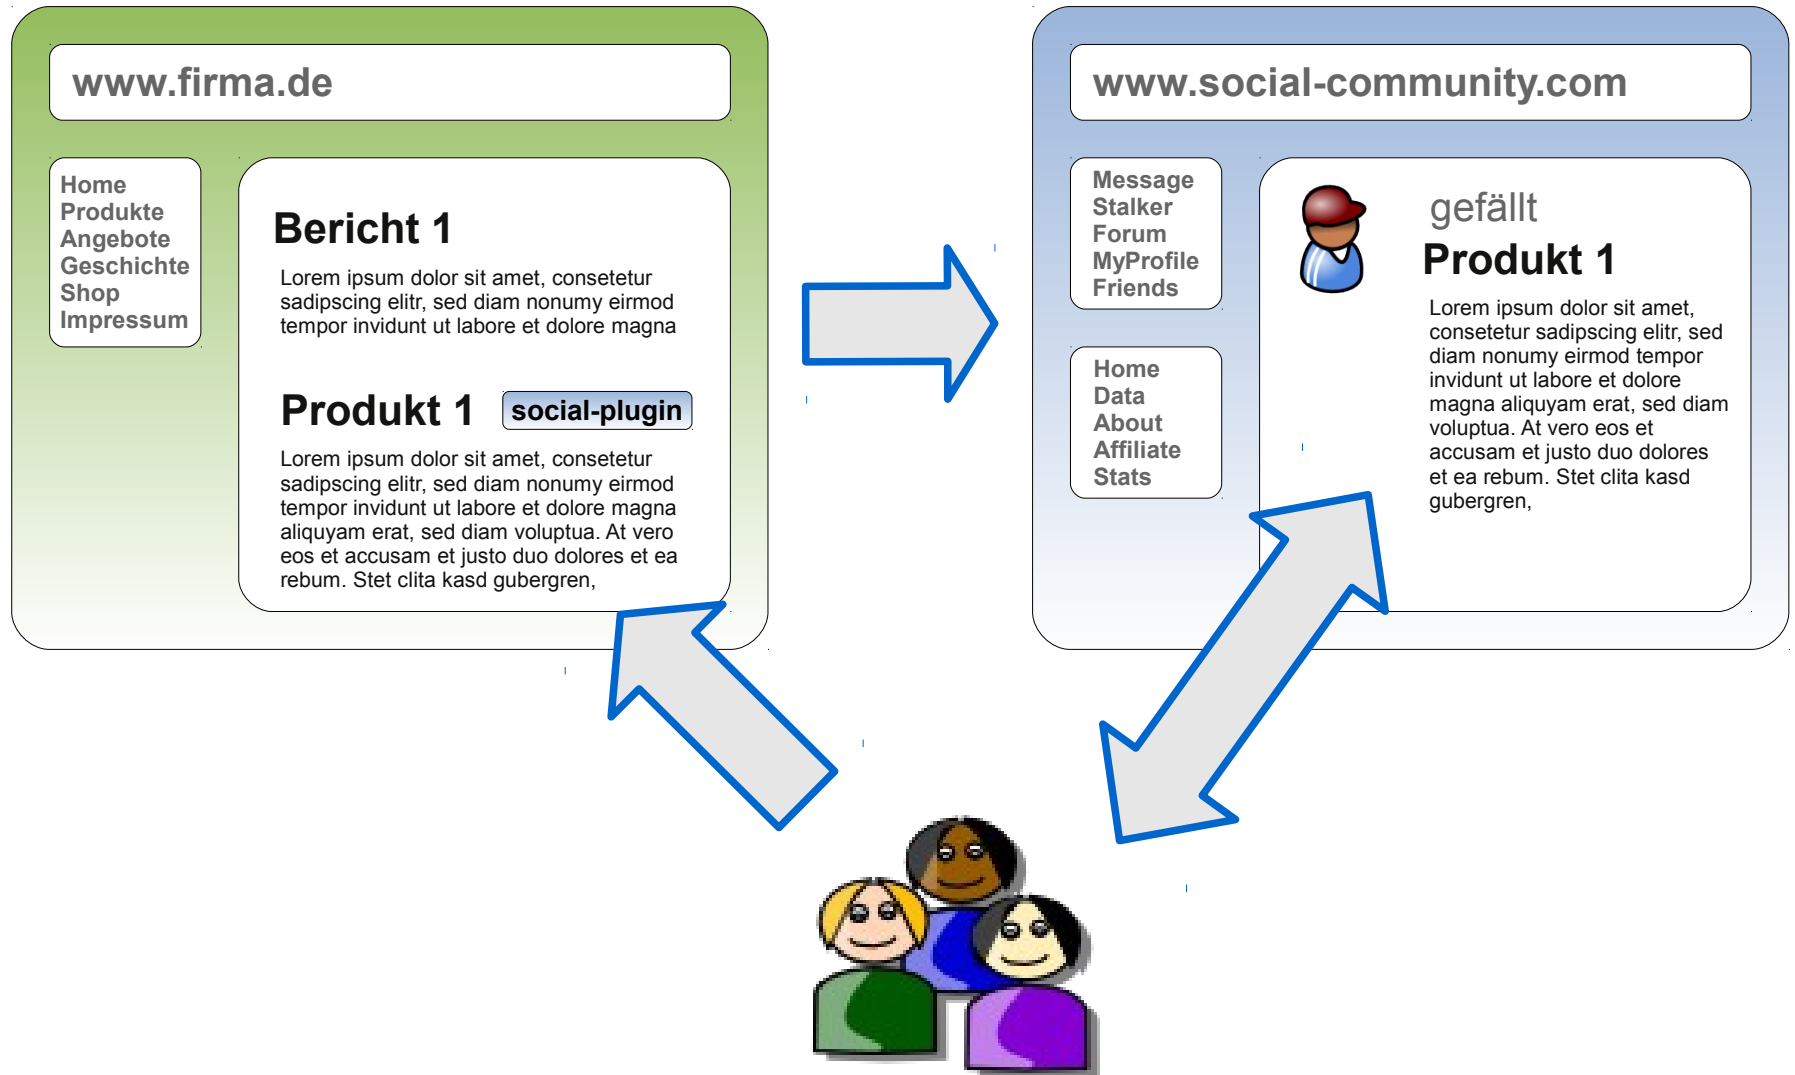 www.firma.de
Home
Produkte
Angebote
Geschichte
Shop
Impressum
Bericht 1
Lorem ipsum dolor sit amet, consetetur
sadipscing elitr, sed diam nonumy eirmod
tempor invidunt ut labore et dolore magna
Produkt 1
social-plugin
Lorem ipsum dolor sit amet, consetetur
sadipscing elitr, sed diam nonumy eirmod
tempor invidunt ut labore et dolore magna
aliquyam erat, sed diam voluptua. At vero
eos et accusam et justo duo dolores et ea
rebum. Stet clita kasd gubergren,
www.social-community.com
Message
Stalker
Forum
MyProfile
Friends
Home
Data
About
Affiliate
Stats
gefällt
Produkt 1
Lorem ipsum dolor sit amet,
consetetur sadipscing elitr, sed
diam nonumy eirmod tempor
invidunt ut labore et dolore
magna aliquyam erat, sed diam
voluptua. At vero eos et
accusam et justo duo dolores
et ea rebum. Stet clita kasd
gubergren,